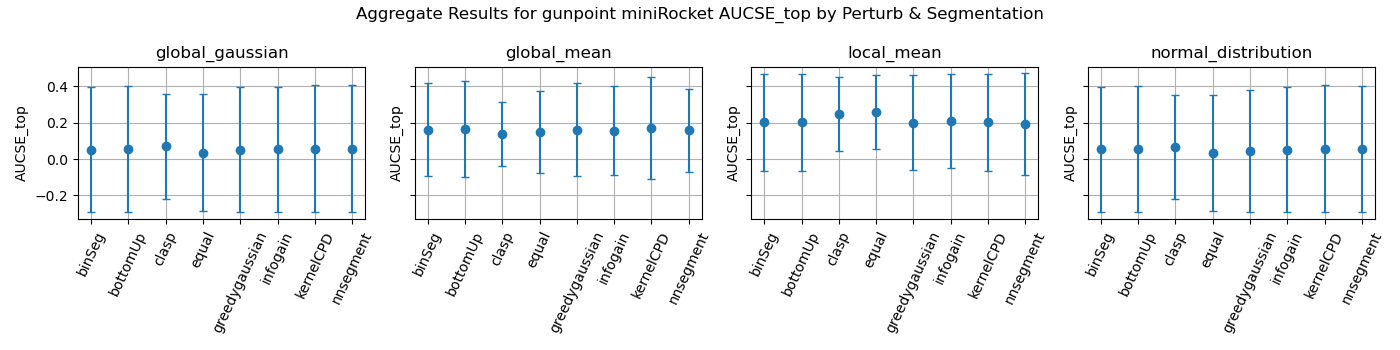 Aggregate Results for gunpoint miniRocket AUCSE_top by Perturb & Segmentation
global_gaussian
AUCSE_top
0.4
0.2
0.0
−0.2
binSeg
bottomUp
clasp
equal
greedygaussian
infogain
kernelCPD
nnsegment
global_mean
AUCSE_top
binSeg
bottomUp
clasp
equal
greedygaussian
infogain
kernelCPD
nnsegment
local_mean
AUCSE_top
binSeg
bottomUp
clasp
equal
greedygaussian
infogain
kernelCPD
nnsegment
normal_distribution
AUCSE_top
binSeg
bottomUp
clasp
equal
greedygaussian
infogain
kernelCPD
nnsegment